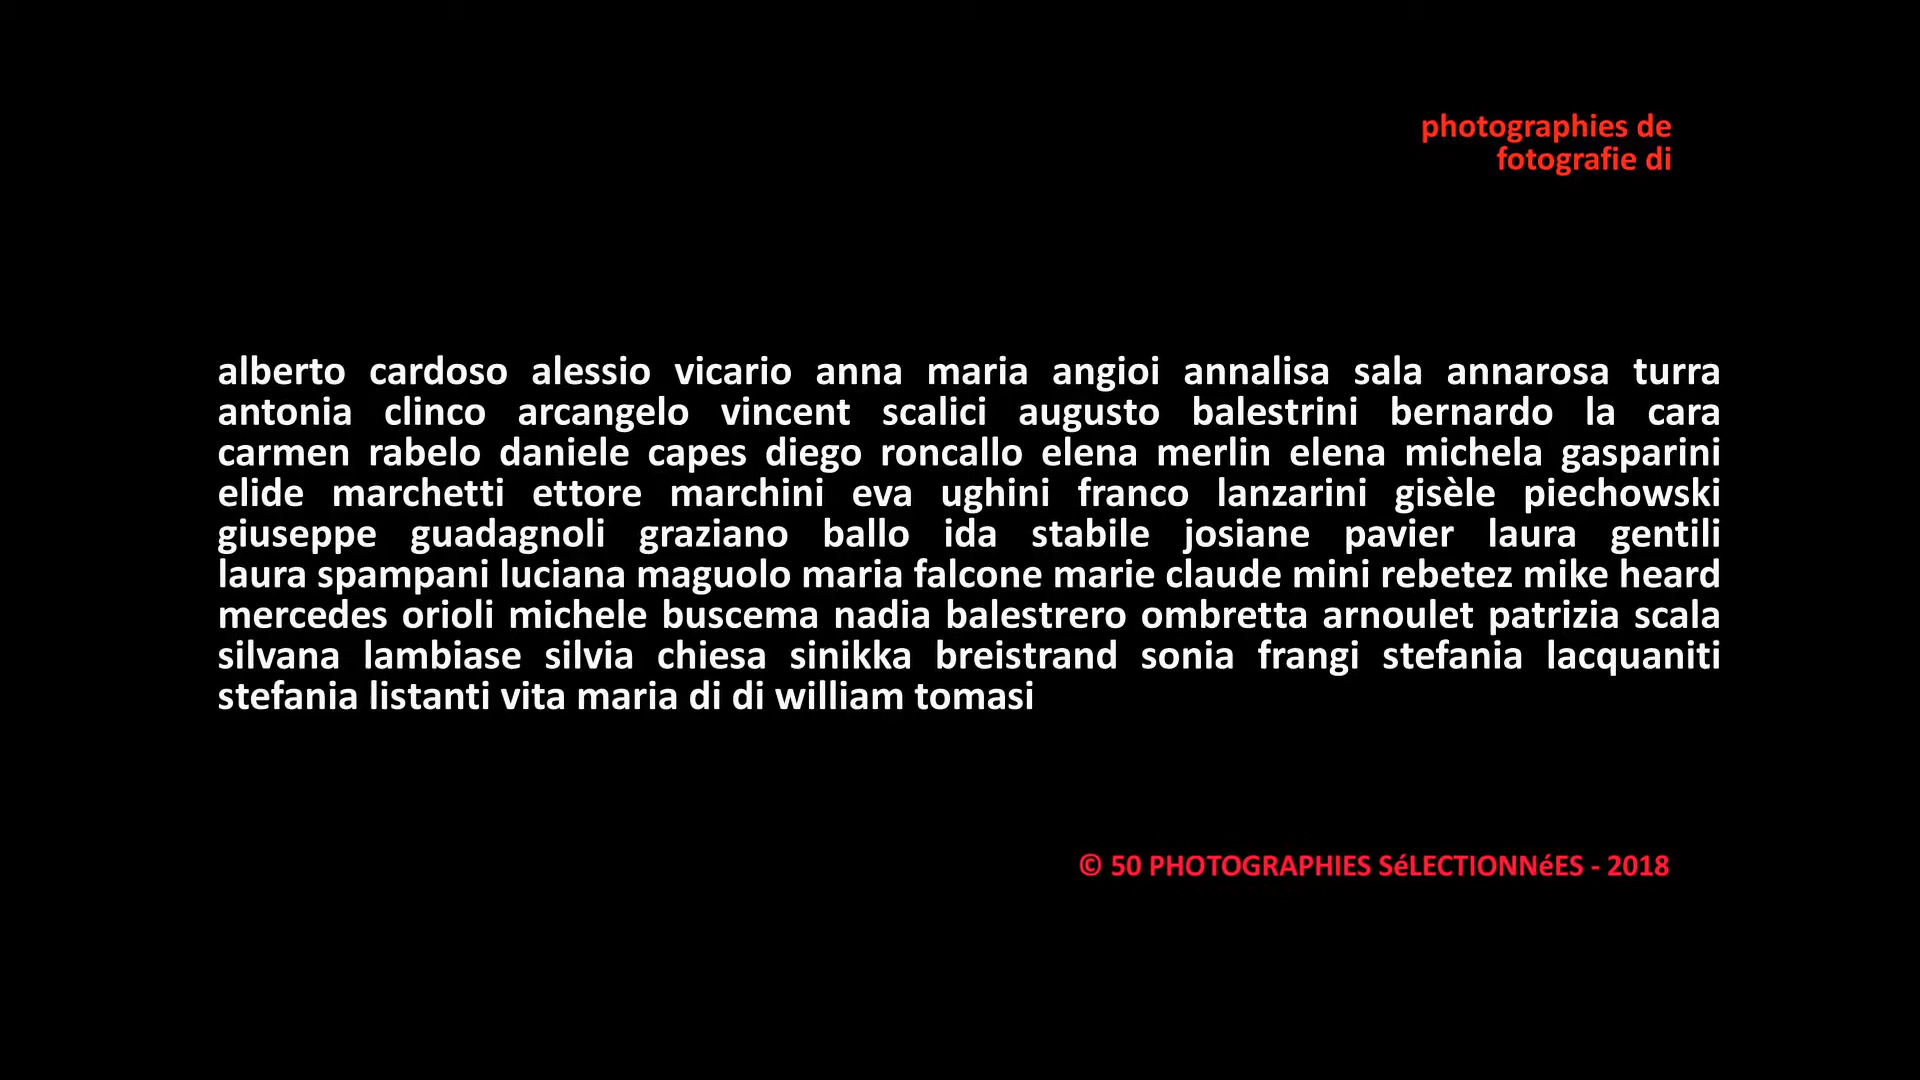 photographies de
fotografie di
alberto cardoso alessio vicario anna maria angioi annalisa sala annarosa turra
antonia clinco arcangelo vincent scalici augusto balestrini bernardo la cara
carmen rabelo daniele capes diego roncallo elena merlin elena michela gasparini
elide marchetti ettore marchini eva ughini franco lanzarini gisèle piechowski
giuseppe guadagnoli graziano ballo ida stabile josiane pavier laura gentili
laura spampani luciana maguolo maria falcone marie claude mini rebetez mike heard
mercedes orioli michele buscema nadia balestrero ombretta arnoulet patrizia scala
silvana lambiase silvia chiesa sinikka breistrand sonia frangi stefania lacquaniti
stefania listanti vita maria di di william tomasi
© 50 PHOTOGRAPHIES SéLECTIONNéES - 2018